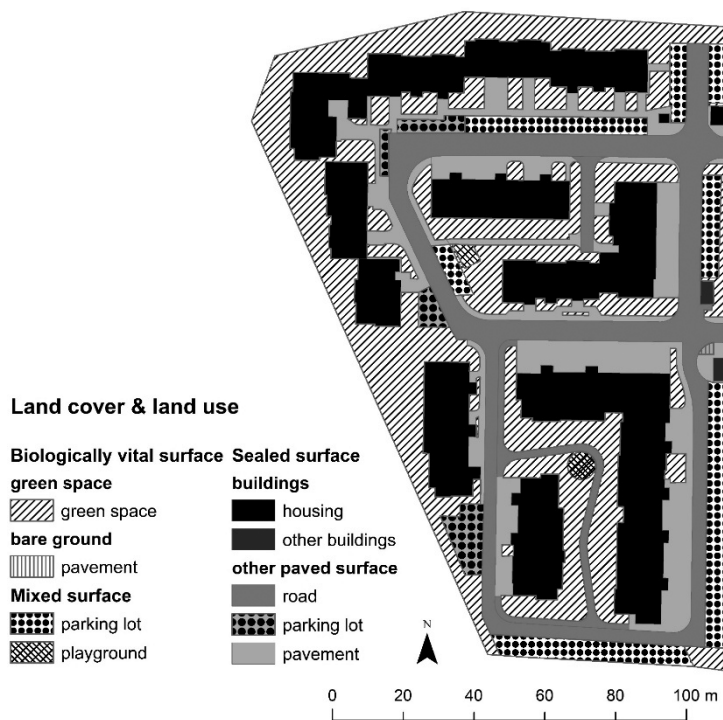 Land cover & land use
Biologically vital surface
green space
green space
bare ground
pavement
Mixed surface
parking lot
playground
Sealed surface
buildings
housing
other buildings
other paved surface
road
parking lot
pavement
N
0 20 40 60 80 100 m